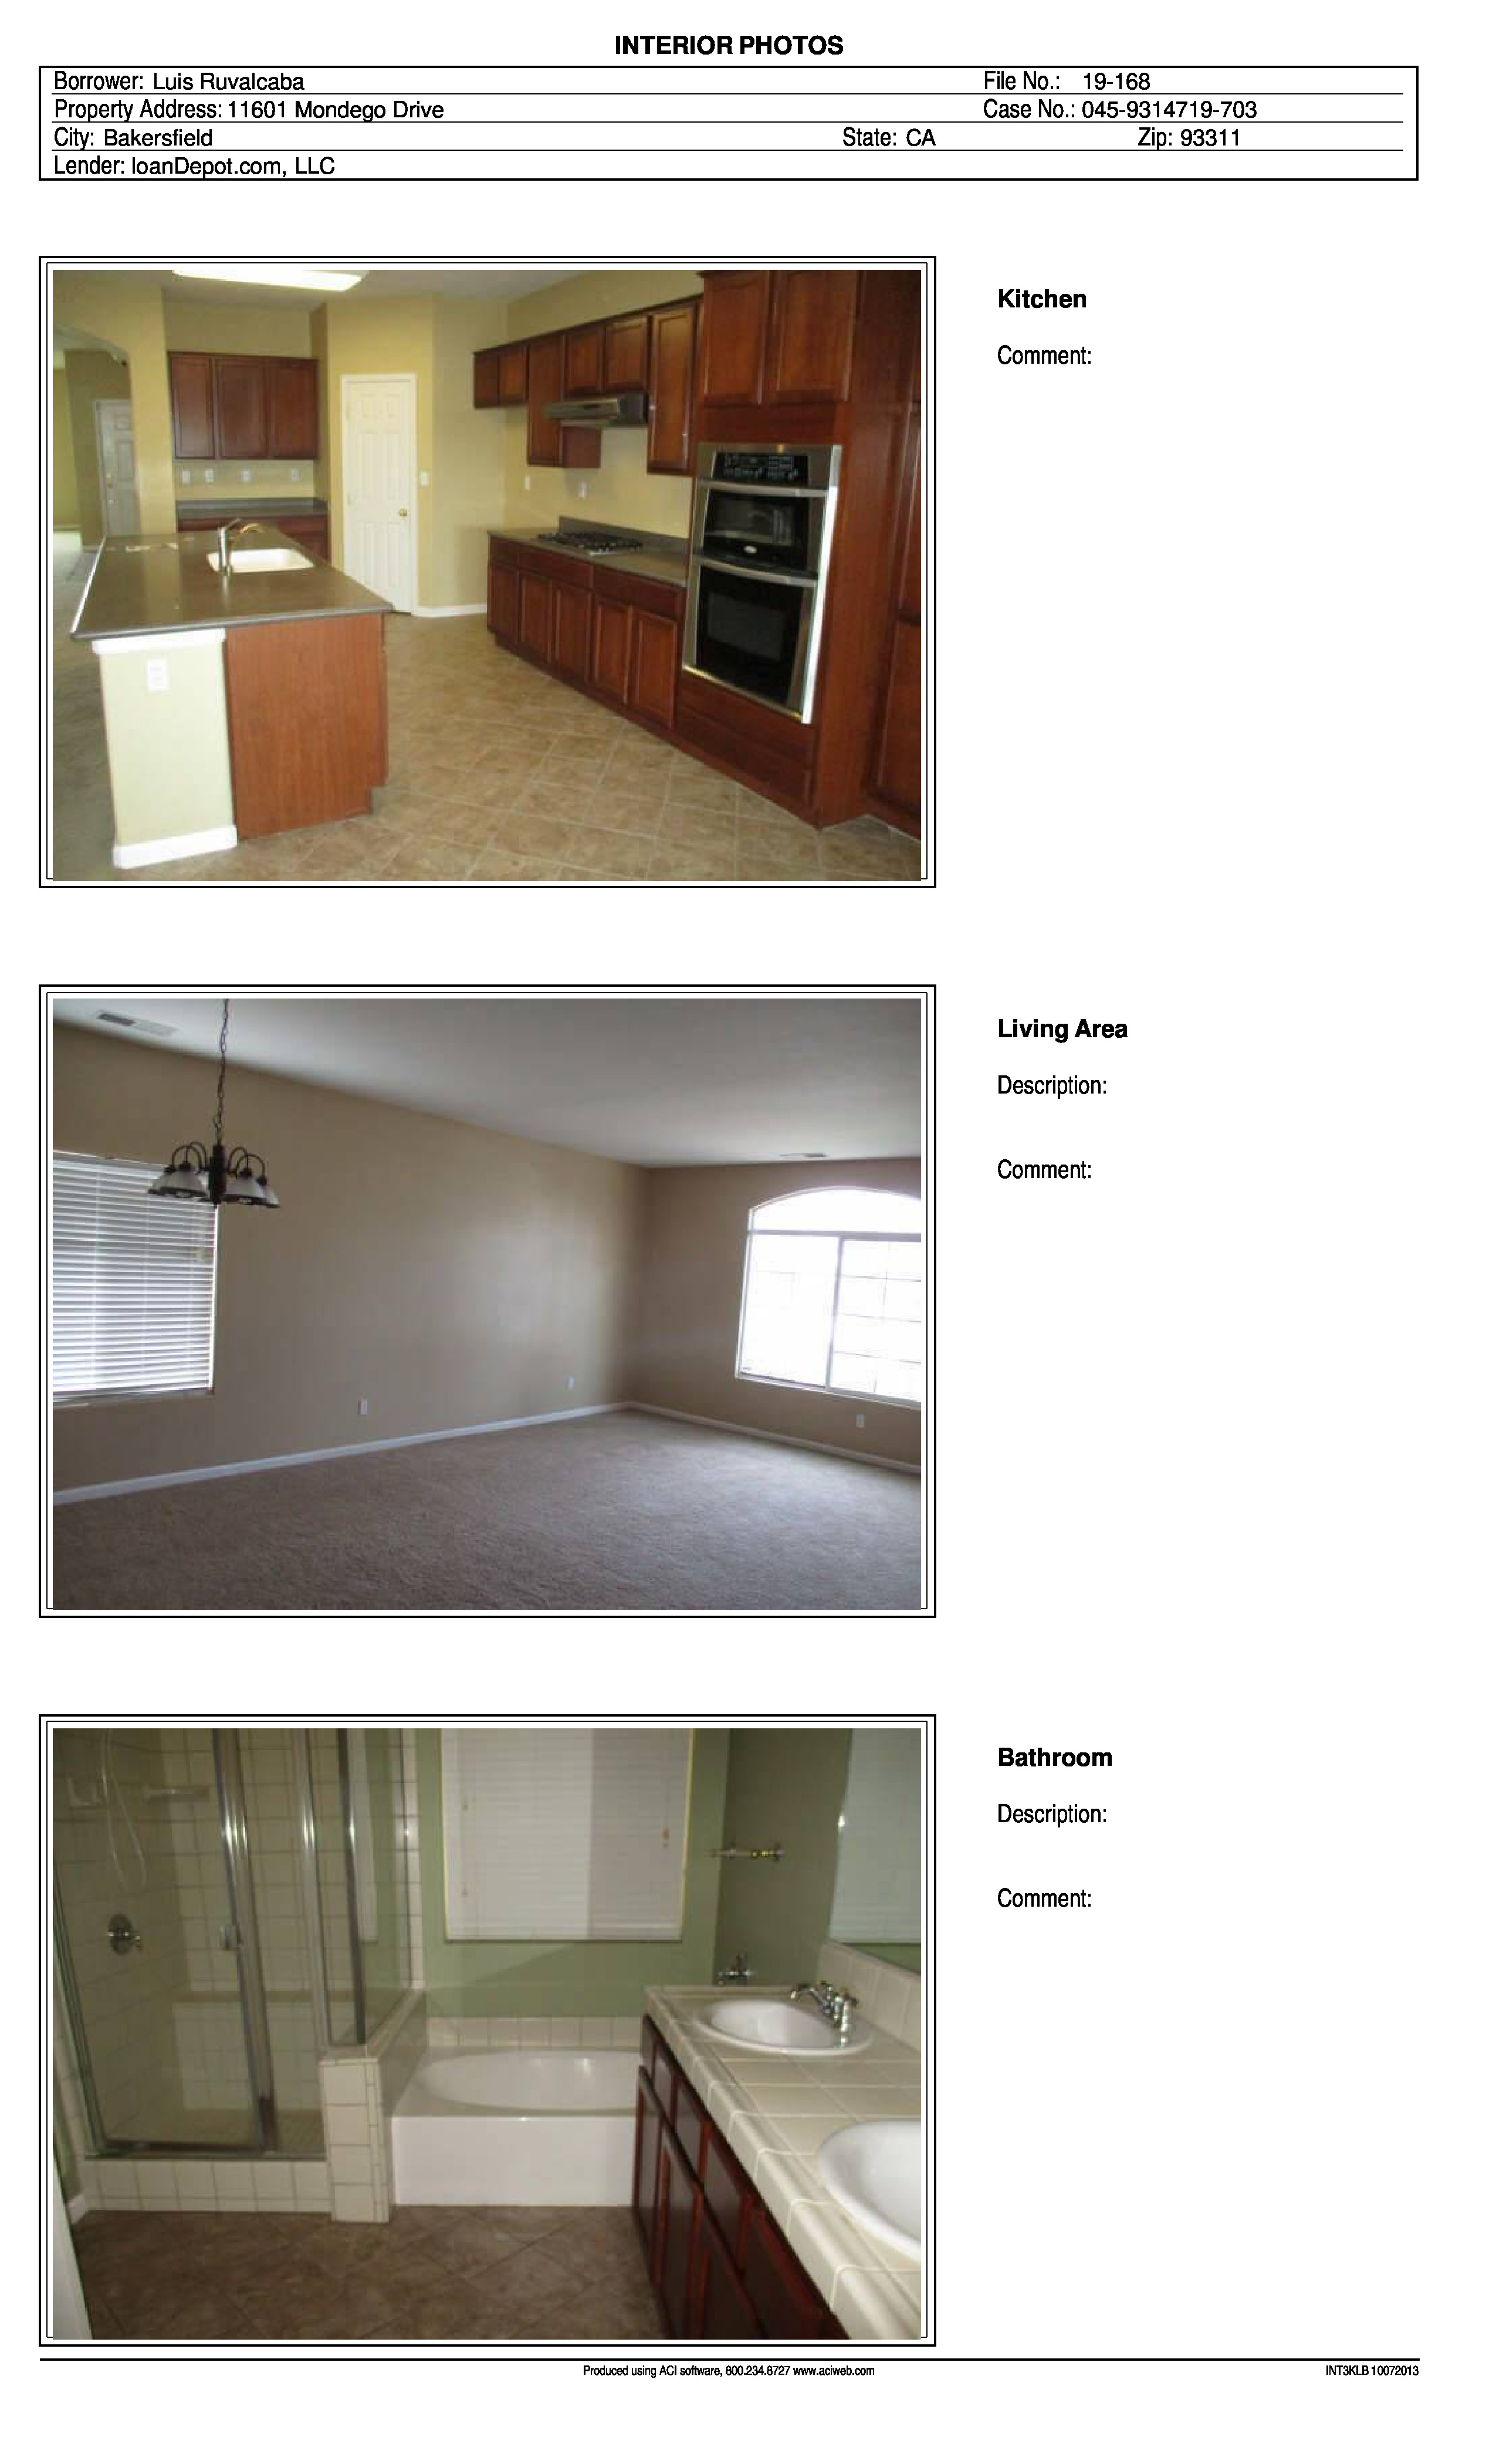 INTERIOR PHOTOS
Borrower: Luis Ruvalcaba File No.: 19-168
Property Address: 11601 Mondego Drive Case No.: 045-9314719-703
City: Bakersfield State: CA Zip: 93311
Lender: loanDepot.com, LLC
Kitchen
Comment:
Living Area
Description:
Comment:
Bathroom
Description:
Comment:
Produced using ACI software, 800.234.8727 www.aciweb.com INT3KLB 10072013